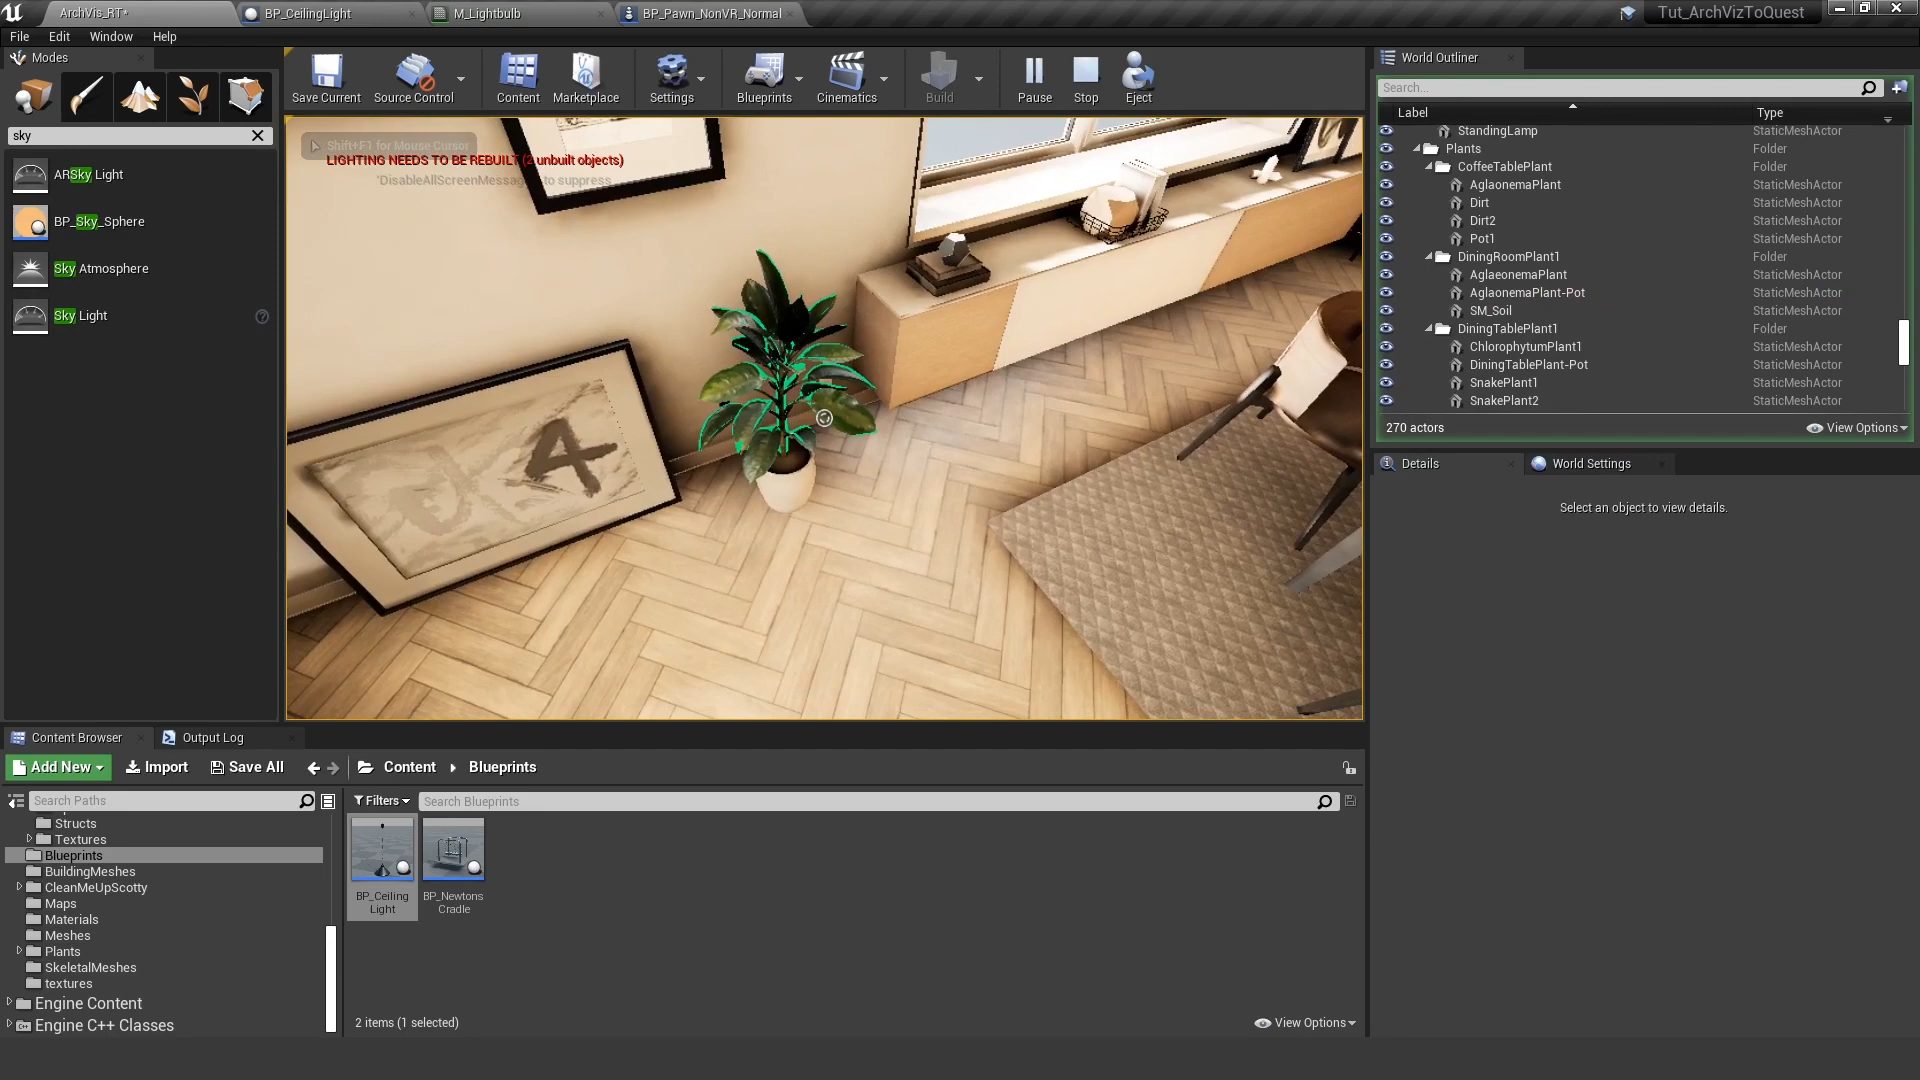 ArchVis_RT*
BP_CeilingLight
M_Lightbulb
BP_Pawn_NonVR_Normal
Tut_ArchVizToQuest
File Edit Window Help
Modes
Save Current
Source Control
Content
Marketplace
Settings
Blueprints
Cinematics
Build
Pause
Stop
Eject
sky
ARSky Light
BP_Sky_Sphere
Sky Atmosphere
Sky Light
Shift+F1 for Mouse Cursor
LIGHTING NEEDS TO BE REBUILT (2 unbuilt objects)
to suppress
4
World Outliner
Search...
Label Type
StandingLamp StaticMeshActor
Plants Folder
CoffeeTablePlant Folder
AglaonemaPlant StaticMeshActor
Dirt StaticMeshActor
Dirt2 StaticMeshActor
Pot1 StaticMeshActor
DiningRoomPlant1 Folder
AglaeonemaPlant StaticMeshActor
AglaonemaPlant-Pot StaticMeshActor
SM_Soil StaticMeshActor
DiningTablePlant1 Folder
ChlorophytumPlant1 StaticMeshActor
DiningTablePlant-Pot StaticMeshActor
SnakePlant1 StaticMeshActor
SnakePlant2 StaticMeshActor
270 actors
View Options
Details
World Settings
Select an object to view details.
Content Browser
Output Log
Add New
Import
Save All
Content
Blueprints
Search Paths
Filters
Search Blueprints
Structs
Textures
Blueprints
BuildingMeshes
CleanMeUpScotty
Maps
Materials
Meshes
Plants
SkeletalMeshes
textures
Engine Content
Engine C++ Classes
BP_Ceiling
Light
BP_Newtons
Cradle
2 items (1 selected)
View Options